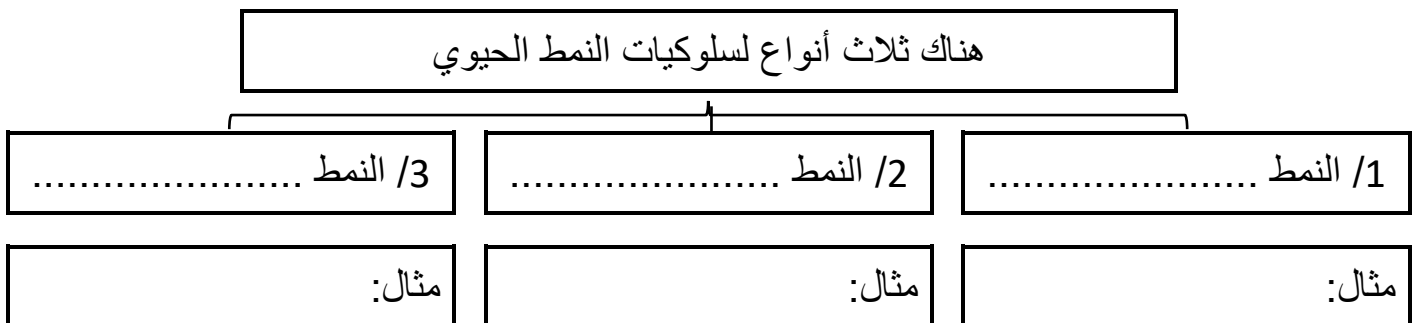 هناك ثلاث أنواع لسلوكيات النمط الحيوي
1/ النمط .......................
2/ النمط .......................
3/ النمط .......................
مثال:
مثال:
مثال: